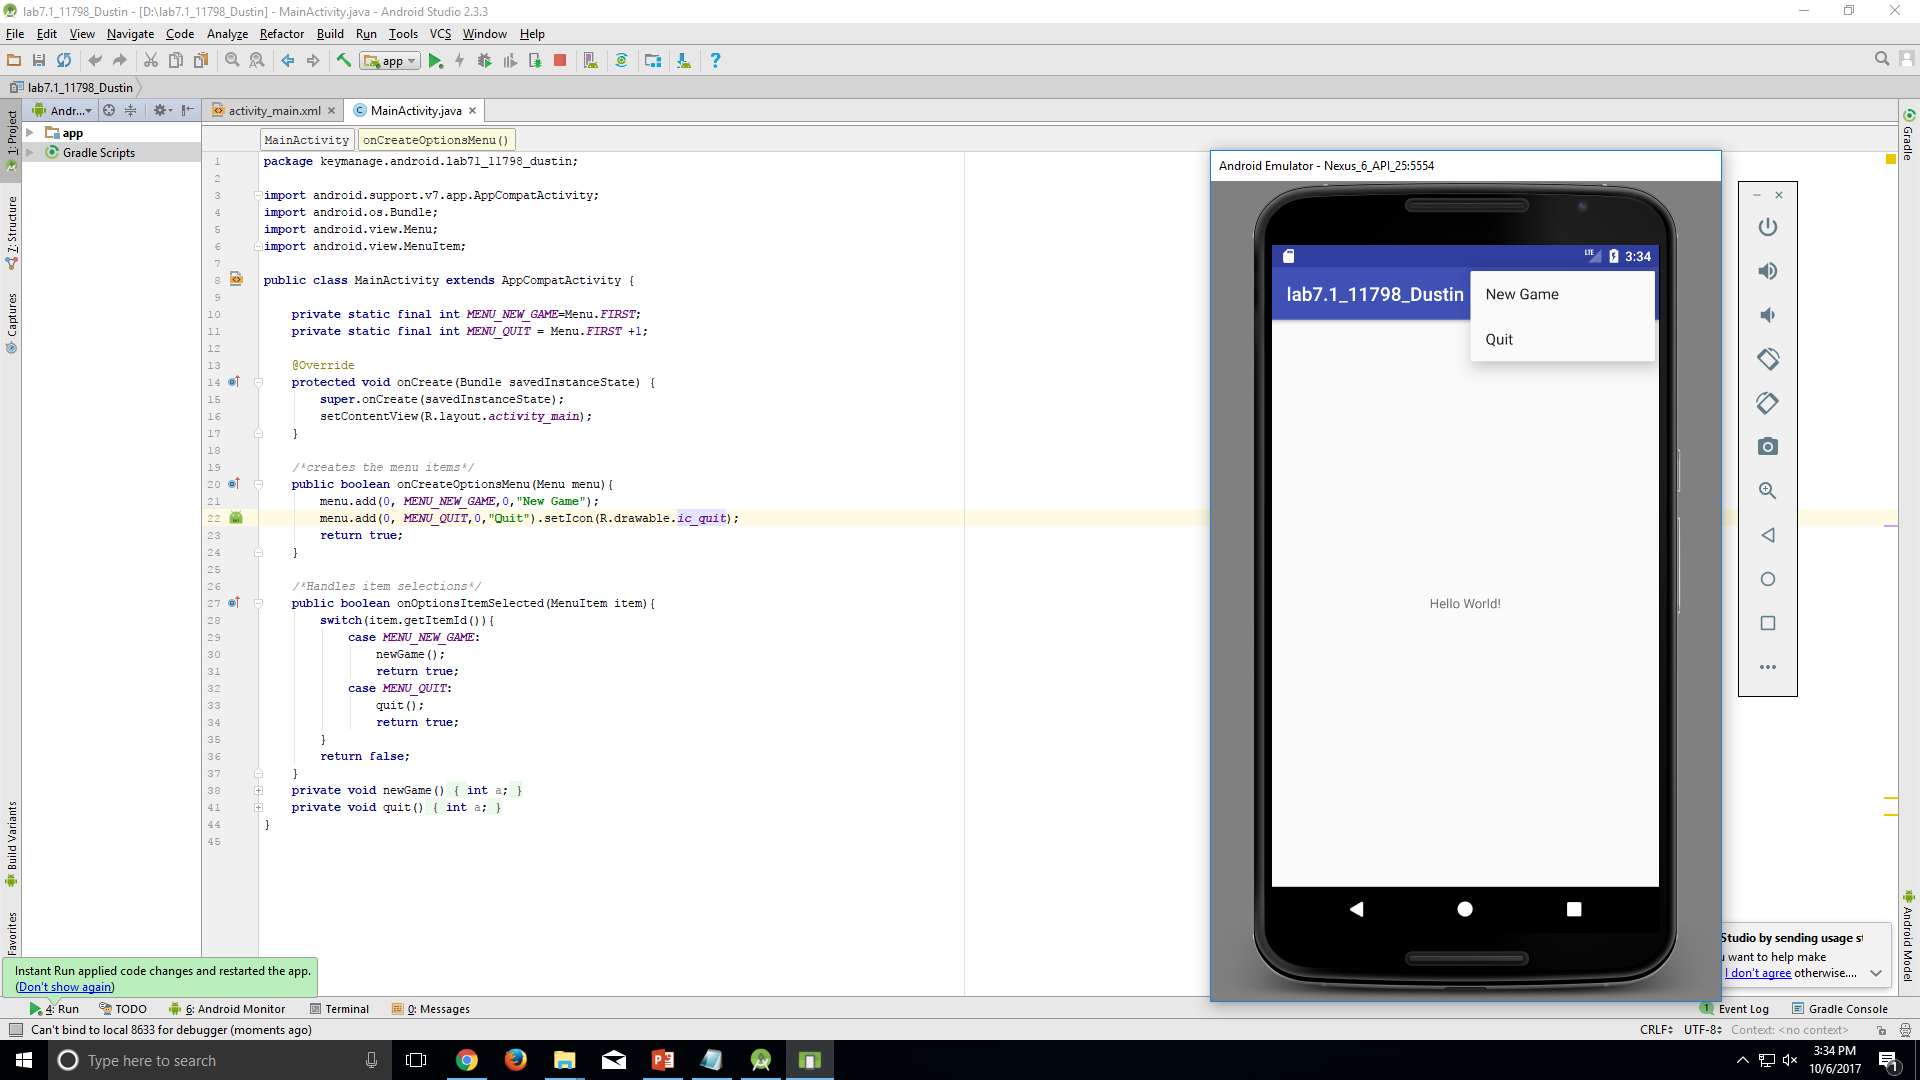 lab7.1_11798_Dustin - [D:\lab7.1_11798_Dustin] - MainActivity.java - Android Studio 2.3.3
File Edit View Navigate Code Analyze Refactor Build Run Tools VCS Window Help
app
lab7.1_11798_Dustin
Andr...
activity_main.xml
MainActivity.java
1: Project
7: Structure
Captures
Build Variants
Favorites
app
Gradle Scripts
MainActivity
onCreateOptionsMenu()
1 package keymanage.android.lab71_11798_dustin;
2
3 import android.support.v7.app.AppCompatActivity;
4 import android.os.Bundle;
5 import android.view.Menu;
6 import android.view.MenuItem;
7
8 public class MainActivity extends AppCompatActivity {
9
10 private static final int MENU_NEW_GAME=Menu.FIRST;
11 private static final int MENU_QUIT = Menu.FIRST +1;
12
13 @Override
14 protected void onCreate(Bundle savedInstanceState) {
15 super.onCreate(savedInstanceState);
16 setContentView(R.layout.activity_main);
17 }
18
19 /*creates the menu items*/
20 public boolean onCreateOptionsMenu(Menu menu){
21 menu.add(0, MENU_NEW_GAME,0,"New Game");
22 menu.add(0, MENU_QUIT,0,"Quit").setIcon(R.drawable.ic_quit);
23 return true;
24 }
25
26 /*Handles item selections*/
27 public boolean onOptionsItemSelected(MenuItem item){
28 switch(item.getItemId()){
29 case MENU_NEW_GAME:
30 newGame();
31 return true;
32 case MENU_QUIT:
33 quit();
34 return true;
35 }
36 return false;
37 }
38 private void newGame() { int a; }
41 private void quit() { int a; }
44 }
45
Android Emulator - Nexus_6_API_25:5554
LTE 3:34
lab7.1_11798_Dustin
New Game
Quit
Hello World!
Gradle
Android Model
Studio by sending usage st
u want to help make
I don't agree otherwise....
Instant Run applied code changes and restarted the app.
(Don't show again)
4: Run TODO 6: Android Monitor Terminal 0: Messages
1 Event Log Gradle Console
Can't bind to local 8633 for debugger (moments ago)
CRLF UTF-8 Context: <no context>
Type here to search
3:34 PM
10/6/2017
1